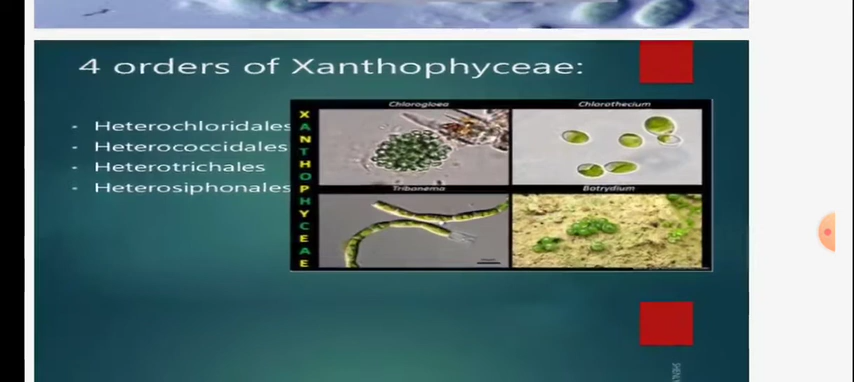 4 orders of Xanthophyceae:
- Heterochloridales
- Heterococcidales
- Heterotrichales
- Heterosiphonales
XANTHOPHYCEAE
Chlorogloea
Chlorothecium
Tribonema
Botrydium